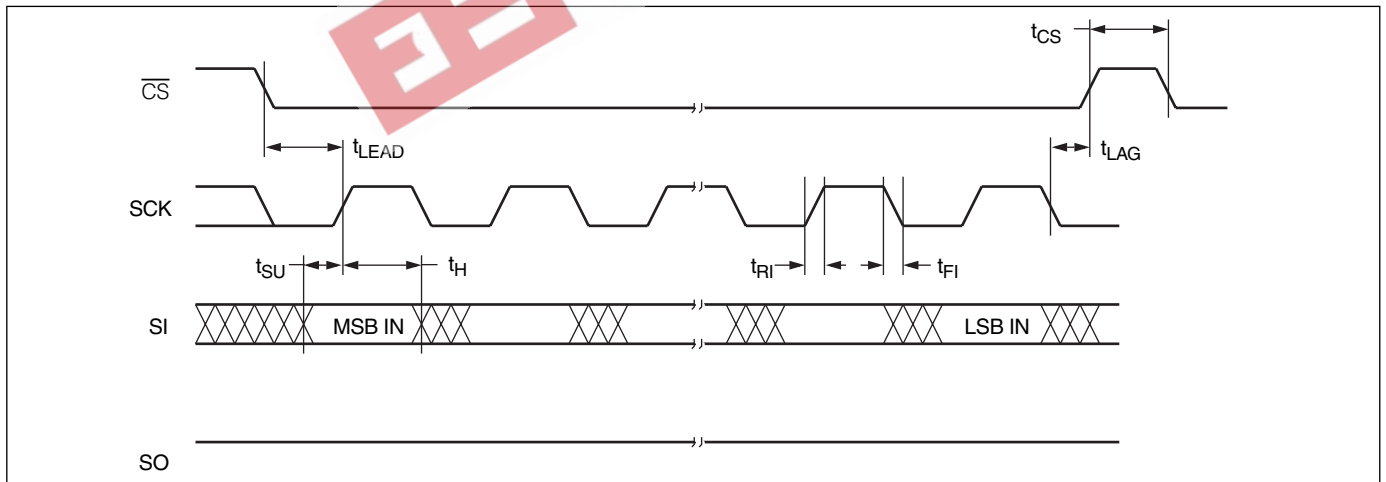 tCS
CS
tLEAD
tLAG
SCK
tSU
tH
tRI
tFI
SI
MSB IN
LSB IN
SO